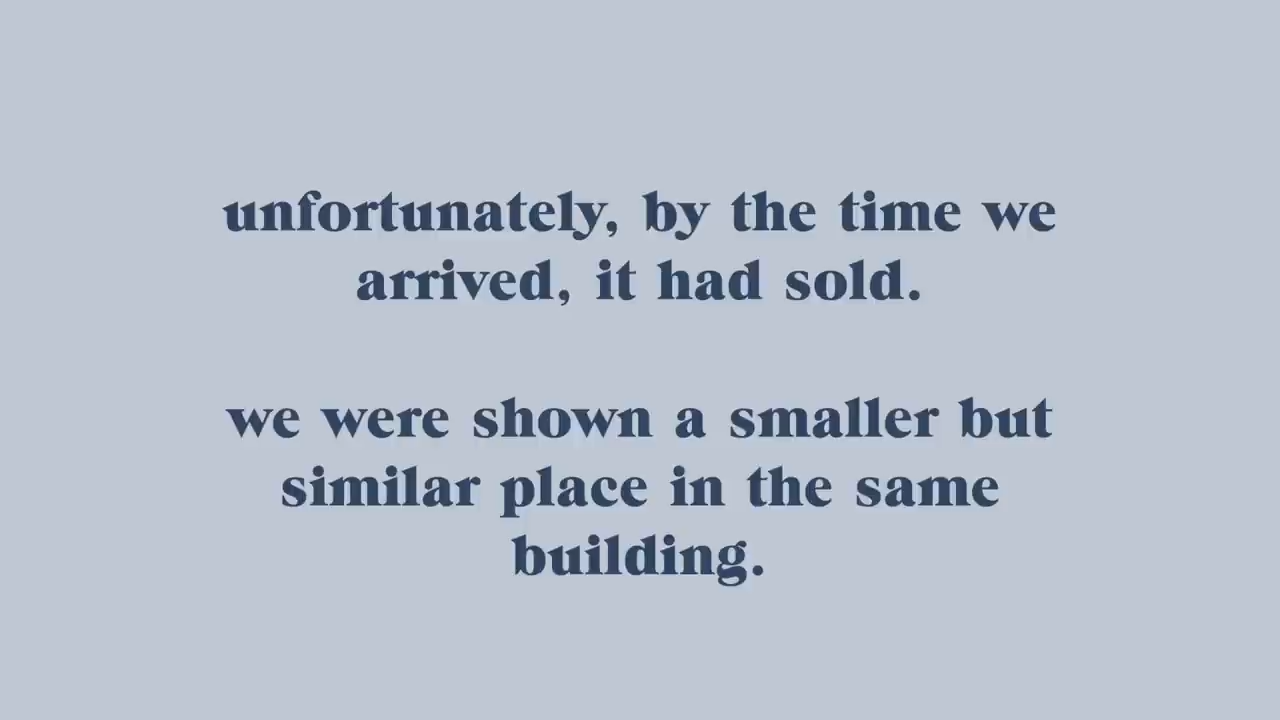 unfortunately, by the time we
arrived, it had sold.
we were shown a smaller but
similar place in the same
building.